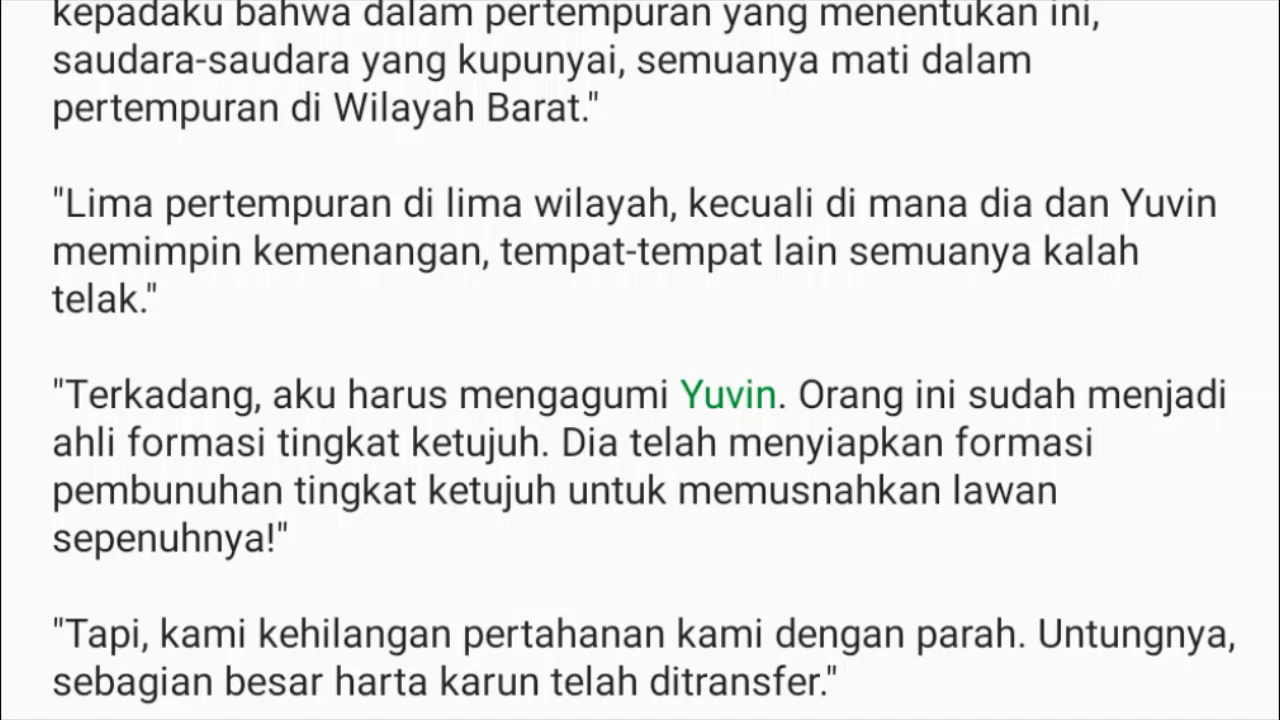 kepadaku bahwa dalam pertempuran yang menentukan ini,
saudara-saudara yang kupunyai, semuanya mati dalam
pertempuran di Wilayah Barat."
"Lima pertempuran di lima wilayah, kecuali di mana dia dan Yuvin
memimpin kemenangan, tempat-tempat lain semuanya kalah
telak."
"Terkadang, aku harus mengagumi Yuvin. Orang ini sudah menjadi
ahli formasi tingkat ketujuh. Dia telah menyiapkan formasi
pembunuhan tingkat ketujuh untuk memusnahkan lawan
sepenuhnya!"
"Tapi, kami kehilangan pertahanan kami dengan parah. Untungnya,
sebagian besar harta karun telah ditransfer."